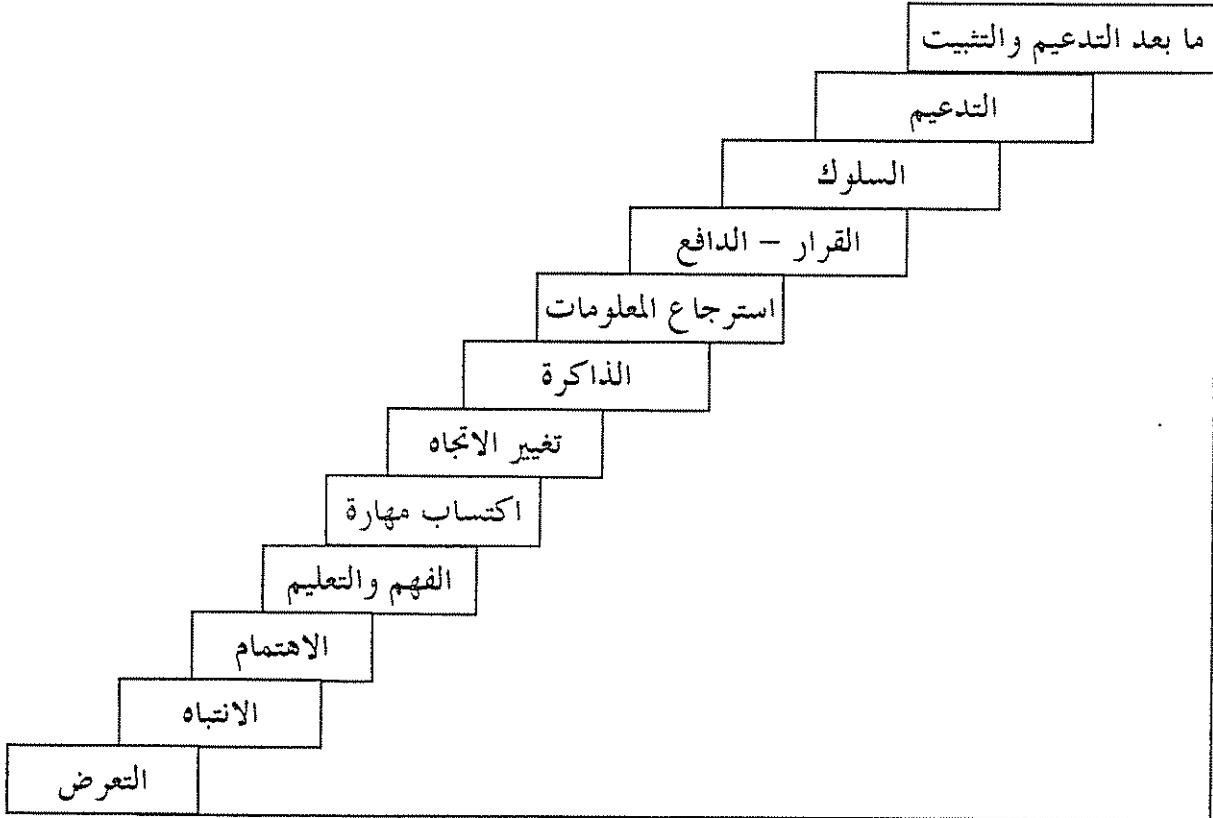 ما بعد التدعيم والتثبيت
التدعيم
السلوك
القرار – الدافع
استرجاع المعلومات
الذاكرة
تغيير الاتجاه
اكتساب مهارة
الفهم والتعليم
الاهتمام
الانتباه
التعرض